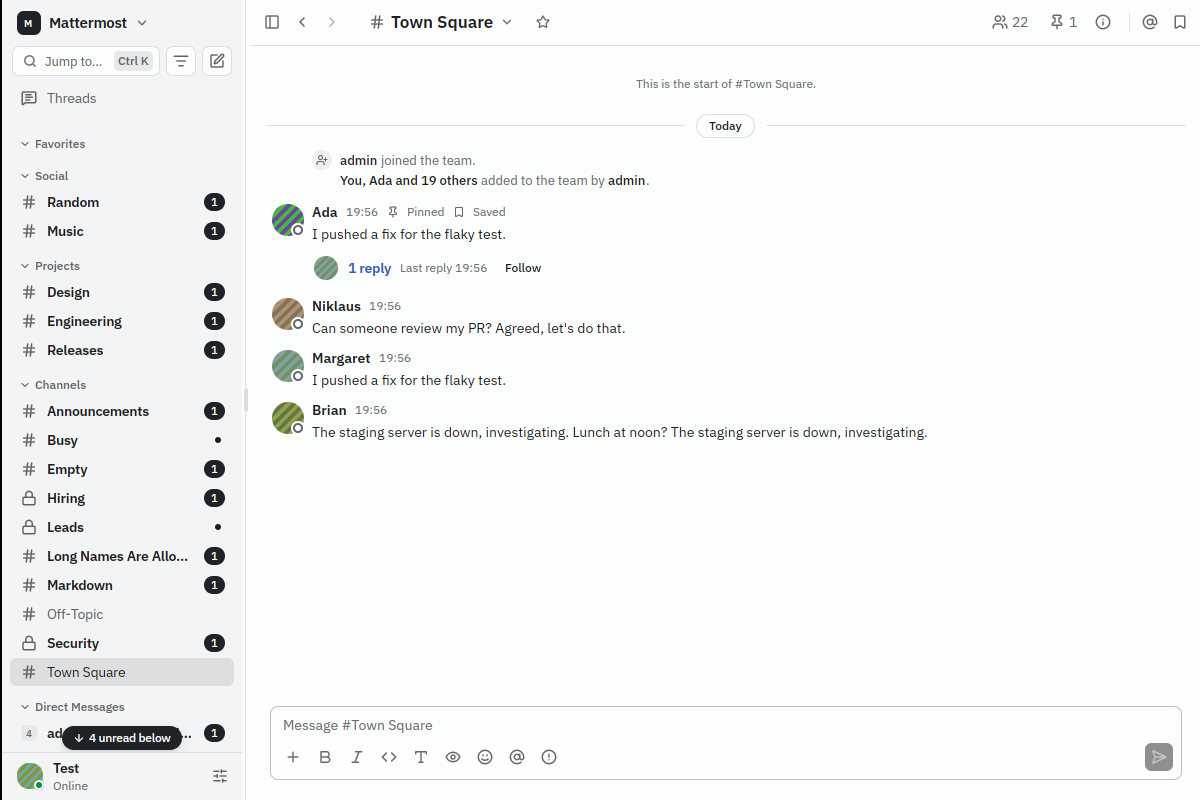 M Mattermost
Jump to... Ctrl K
Threads
Favorites
Social
Random 1
Music 1
Projects
Design 1
Engineering 1
Releases 1
Channels
Announcements 1
Busy
Empty 1
Hiring 1
Leads
Long Names Are Allo... 1
Markdown 1
Off-Topic
Security 1
Town Square
Direct Messages
4 ... 1
4 unread below
Test
Online
Town Square
22
1
This is the start of #Town Square.
Today
admin joined the team.
You, Ada and 19 others added to the team by admin.
Ada 19:56 Pinned Saved
I pushed a fix for the flaky test.
1 reply Last reply 19:56 Follow
Niklaus 19:56
Can someone review my PR? Agreed, let's do that.
Margaret 19:56
I pushed a fix for the flaky test.
Brian 19:56
The staging server is down, investigating. Lunch at noon? The staging server is down, investigating.
Message #Town Square